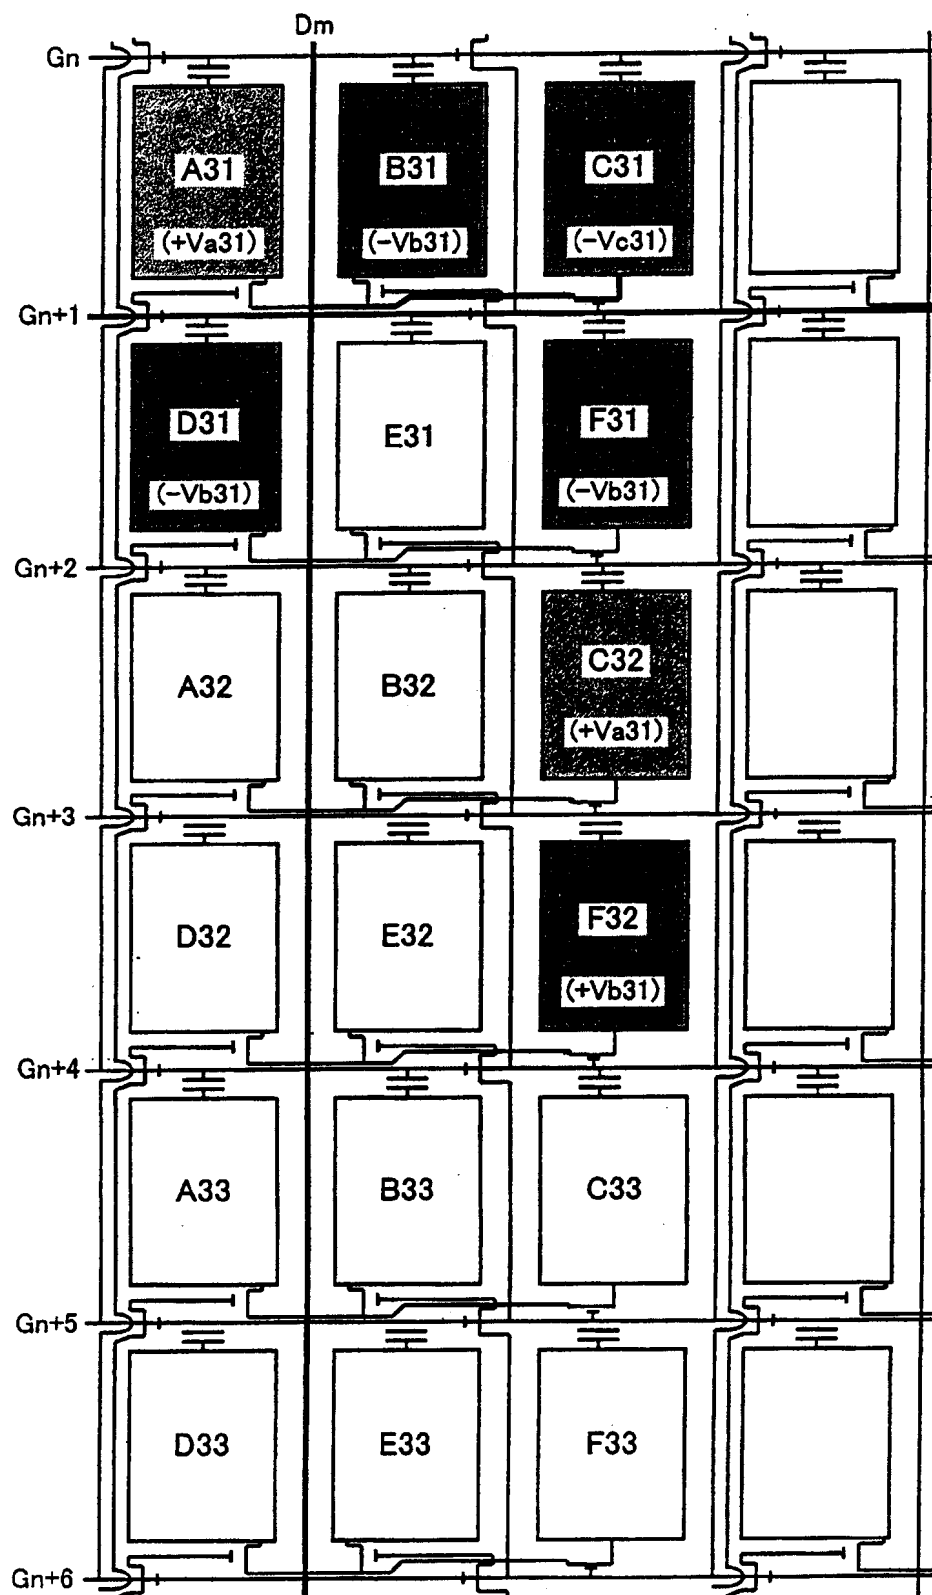 Dm
Gn
A31 B31 C31
(+Va31) (-Vb31) (-Vc31)
Gn+1
D31 E31 F31
(-Vb31) (-Vb31)
Gn+2
A32 B32 C32
(+Va31)
Gn+3
D32 E32 F32
(+Vb31)
Gn+4
A33 B33 C33
Gn+5
D33 E33 F33
Gn+6